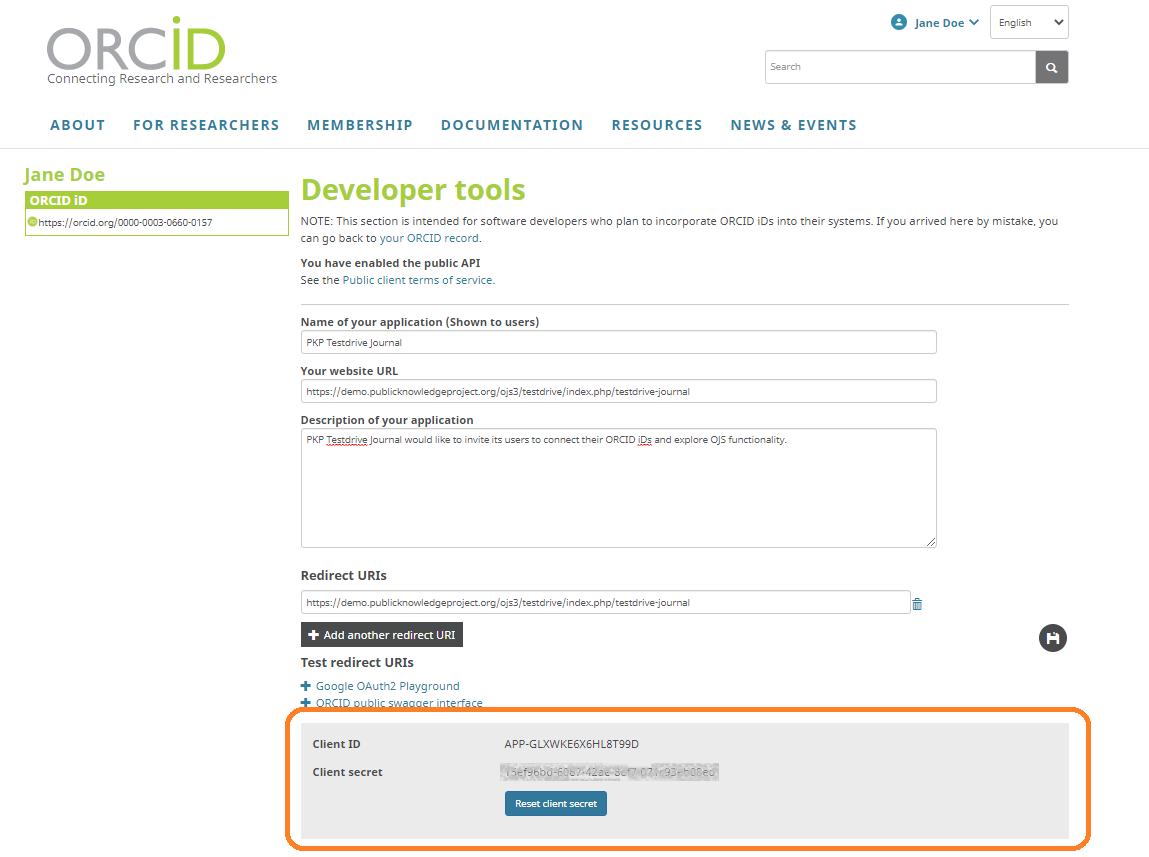 ORCID
Connecting Research and Researchers
Jane Doe
English
Search
ABOUT FOR RESEARCHERS MEMBERSHIP DOCUMENTATION RESOURCES NEWS & EVENTS
Jane Doe
ORCID iD
https://orcid.org/0000-0003-0660-0157
Developer tools
NOTE: This section is intended for software developers who plan to incorporate ORCID iDs into their systems. If you arrived here by mistake, you
can go back to your ORCID record.
You have enabled the public API
See the Public client terms of service.
Name of your application (Shown to users)
PKP Testdrive Journal
Your website URL
https://demo.publicknowledgeproject.org/ojs3/testdrive/index.php/testdrive-journal
Description of your application
PKP Testdrive Journal would like to invite its users to connect their ORCID iDs and explore OJS functionality.
Redirect URIs
https://demo.publicknowledgeproject.org/ojs3/testdrive/index.php/testdrive-journal
Add another redirect URI
Test redirect URIs
Google OAuth2 Playground
ORCID public swagger interface
Client ID APP-GLXWKE6X6HL8T99D
Client secret
Reset client secret